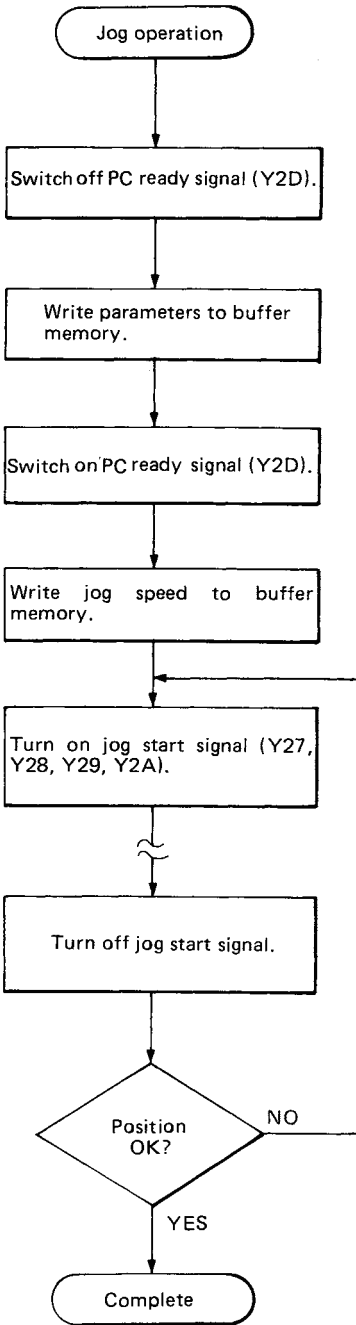 Jog operation
Switch off PC ready signal (Y2D).
Write parameters to buffer
memory.
Switch on PC ready signal (Y2D).
Write jog speed to buffer
memory.
Turn on jog start signal (Y27,
Y28, Y29, Y2A).
Turn off jog start signal.
Position
OK?
NO
YES
Complete